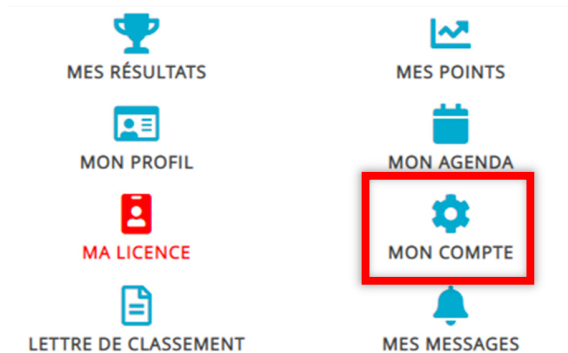 MES RÉSULTATS
MES POINTS
MON PROFIL
MON AGENDA
MA LICENCE
MON COMPTE
LETTRE DE CLASSEMENT
MES MESSAGES